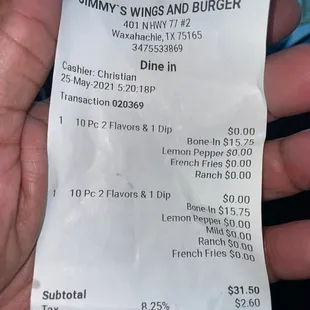 JIMMY'S WINGS AND BURGER
401 N HWY 77 #2
Waxahachie, TX 75165
3475533869
Dine in
Cashier: Christian
25-May-2021 5:20:18P
Transaction 020369
1 10 Pc 2 Flavors & 1 Dip $0.00
Bone-In $15.75
Lemon Pepper $0.00
French Fries $0.00
Ranch $0.00
1 10 Pc 2 Flavors & 1 Dip $0.00
Bone-In $15.75
Lemon Pepper $0.00
Mild $0.00
Ranch $0.00
French Fries $0.00
Subtotal $31.50
Tax 8.25% $2.60